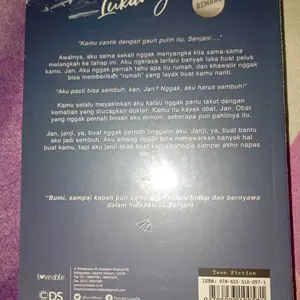 Luka
ROMANCE
"Kamu cantik dengan gaun putih itu, Senjani...."
Awalnya, aku sama sekali nggak menyangka kita sama-sama
melangkah ke tahap ini. Aku ngerasa terlalu banyak luka buat peluk
kamu, Jan. Aku nggak pernah tahu apa itu rumah, dan khawatir nggak
bisa memberikan "rumah" yang layak buat kamu nanti.
"Aku pasti bisa sembuh, kan, Jan? Nggak, aku harus sembuh."
Kamu selalu meyakinkan aku kalau nggak perlu takut dengan
kematian yang diucapkan dokter. Kamu itu kayak obat, Jan. Obat
yang nggak pernah bosan aku minum, seberapa pun pahitnya itu.
Jan, janji, ya, buat nggak pernah tinggalin aku. Janji, ya, buat bantu
aku jadi sembuh. Aku emang nggak bisa menawarkan banyak hal
buat kamu, tapi aku janji akan buat kamu bahagia sampai akhir napas
"Bumi, sampai kapan pun kamu akan tetap hidup dan bernyawa
dalam hidupku. Senjani
Loveable
CDS
Teen Fiction
ISBN: 978-623-310-057-1